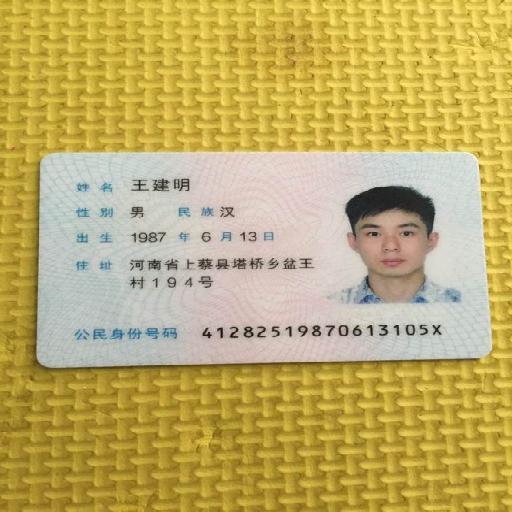 姓名 王建明
性别 男 民族 汉
出生 1987 年 6 月 13 日
住址 河南省上蔡县塔桥乡盆王
村194号
公民身份号码 41282519870613105X